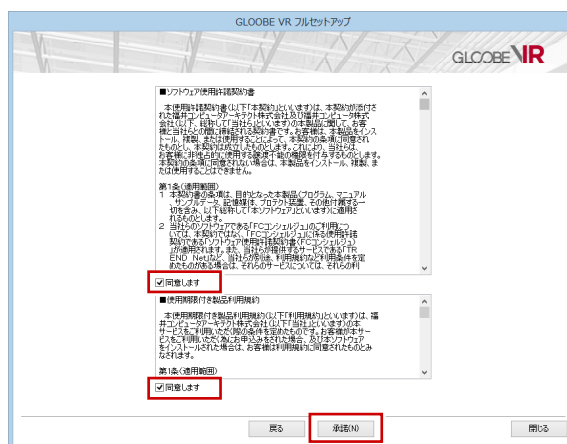 GLOOBE VR フルセットアップ
GLOOBE VR
■ソフトウェア使用許諾契約書
本使用許諾契約書(以下「本契約」といいます)は、本契約が添付さ
れた福井コンピュータアーキテクト株式会社及び福井コンピュータ株式
会社(以下、総称して「当社ら」といいます)の本製品に関して、お客
様と当社らとの間に締結される契約書です。お客様は、本製品をインス
トール、複製、または使用することによって、本契約の条項に同意され
たものとし、本契約は成立したものとします。これにより、当社らは、
お客様に非独占的に使用する譲渡不能の権限を付与するものとします。
本契約の条項に同意されない場合は、本製品をインストール、複製、ま
たは使用することはできません。
第1条(適用範囲)
1 本契約書の条項は、目的となった本製品(プログラム、マニュアル
、サンプルデータ、記憶媒体、プロテクト装置、その他付属する一
切を含み、以下総称して「本ソフトウェア」といいます)に適用さ
れるものとします。
2 当社らのソフトウェアである「FCコンシェルジュ」のご利用につ
いては、本契約ではなく、「FCコンシェルジュ」に係る使用許諾
契約である「ソフトウェア使用許諾契約書(FCコンシェルジュ)
」が適用されます。また、当社らが提供するサービスである「TR
END Net」など、当社らが別途、利用規約など利用条件を定
めたものがある場合は、それらのサービスについては、それらの利
同意します
■使用期限付き製品利用規約
本使用期限付き製品利用規約(以下「利用規約」といいます)は、福
井コンピュータアーキテクト株式会社(以下「当社」といいます)の本
サービスをご利用いただく際の条件を定めたものです。お客様が本サー
ビスをご利用いただく為にお申込みをされた場合、及び本ソフトウェア
をインストールされた場合は、お客様は利用規約に同意されたものとみ
なされます。
第1条(適用範囲)
同意します
戻る
承諾(N)
閉じる